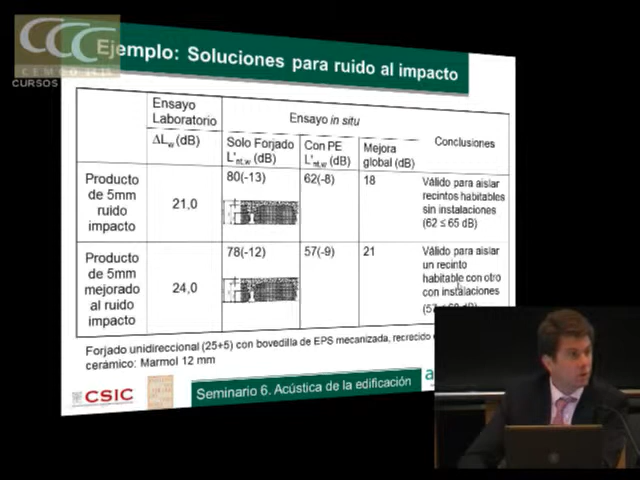 CCC
CEMCO 2010
CURSOS
Ejemplo: Soluciones para ruido al impacto
Ensayo
Laboratorio
Ensayo in situ
ΔLw (dB)
Solo Forjado
L'nt,w (dB)
Con PE
L'nt,w (dB)
Mejora
global (dB)
Conclusiones
Producto
de 5mm
ruido
impacto
21,0
80(-13)
62(-8)
18
Válido para aislar
recintos habitables
sin instalaciones
(62 ≤ 65 dB)
Producto
de 5mm
mejorado
al ruido
impacto
24,0
78(-12)
57(-9)
21
Válido para aislar
un recinto
habitable con otro
con instalaciones
Forjado unidireccional (25+5) con bovedilla de EPS mecanizada, recrecido
cerámico: Marmol 12 mm
CSIC
Seminario 6. Acústica de la edificación